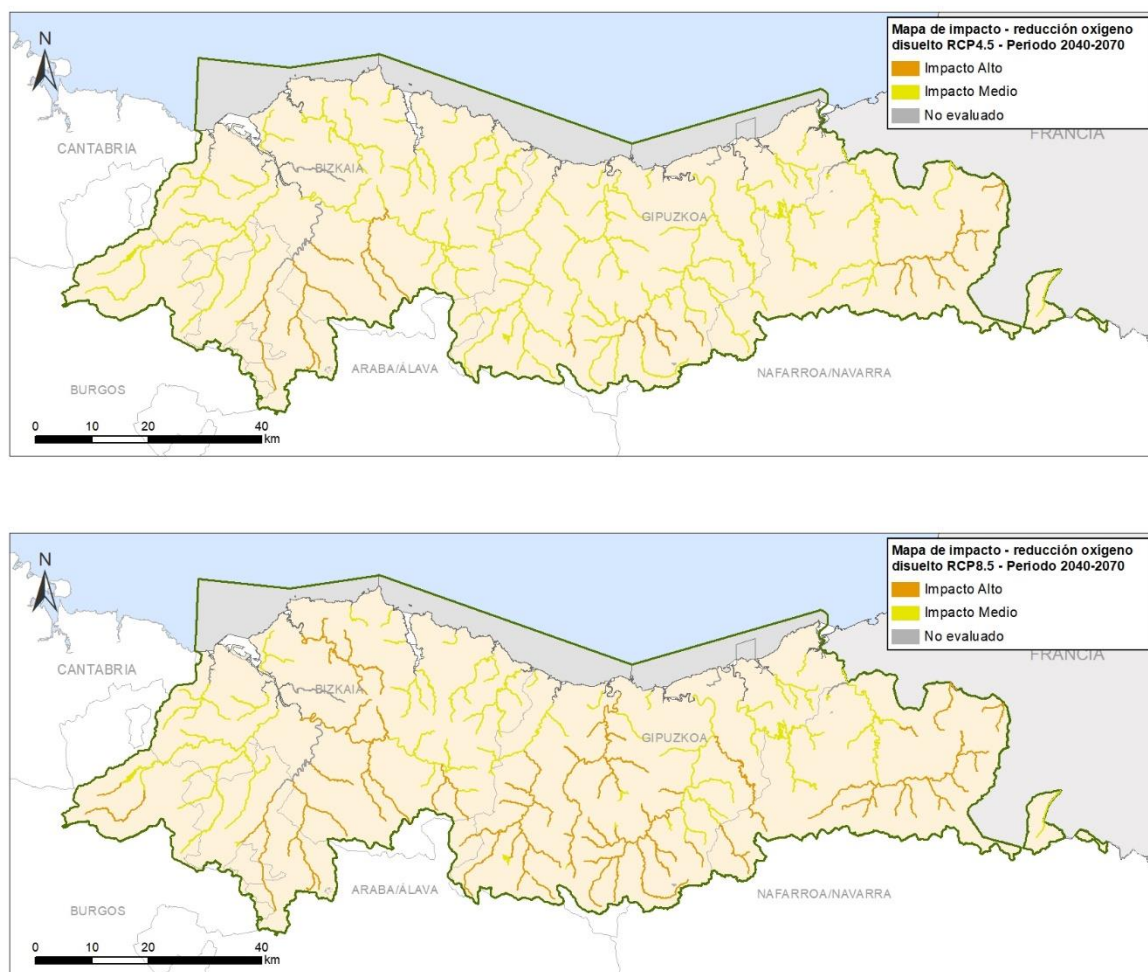 Mapa de impacto - reducción oxígeno
disuelto RCP4.5 - Periodo 2040-2070
Impacto Alto
Impacto Medio
No evaluado
N
FRANCIA
CANTABRIA
BIZKAIA
GIPUZKOA
ARABA/ÁLAVA
NAFARROA/NAVARRA
BURGOS
0 10 20 40
km
Mapa de impacto - reducción oxígeno
disuelto RCP8.5 - Periodo 2040-2070
Impacto Alto
Impacto Medio
No evaluado
N
FRANCIA
CANTABRIA
BIZKAIA
GIPUZKOA
ARABA/ÁLAVA
NAFARROA/NAVARRA
BURGOS
0 10 20 40
km